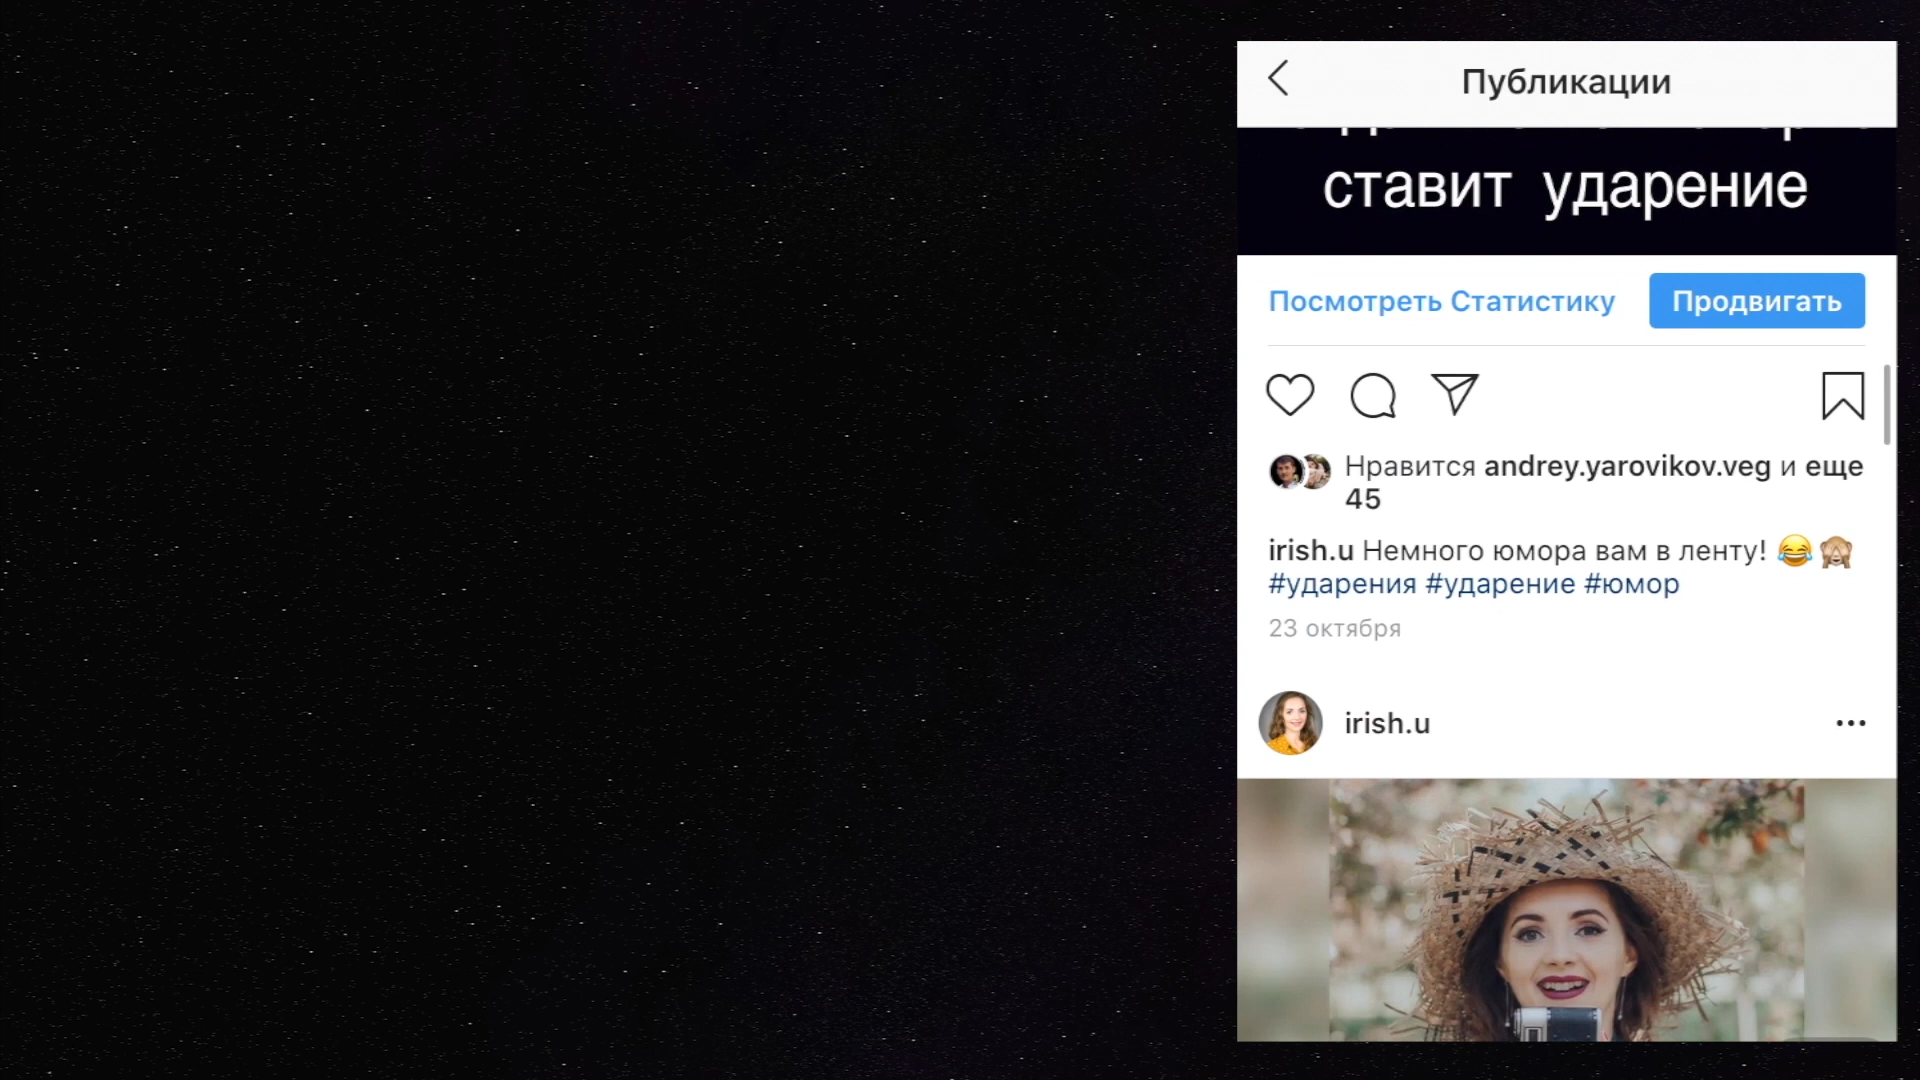 Публикации
ставит ударение
Посмотреть Статистику
Продвигать
Нравится andrey.yarovikov.veg и еще
45
irish.u Немного юмора вам в ленту! 😂🙈
#ударения #ударение #юмор
23 октября
irish.u